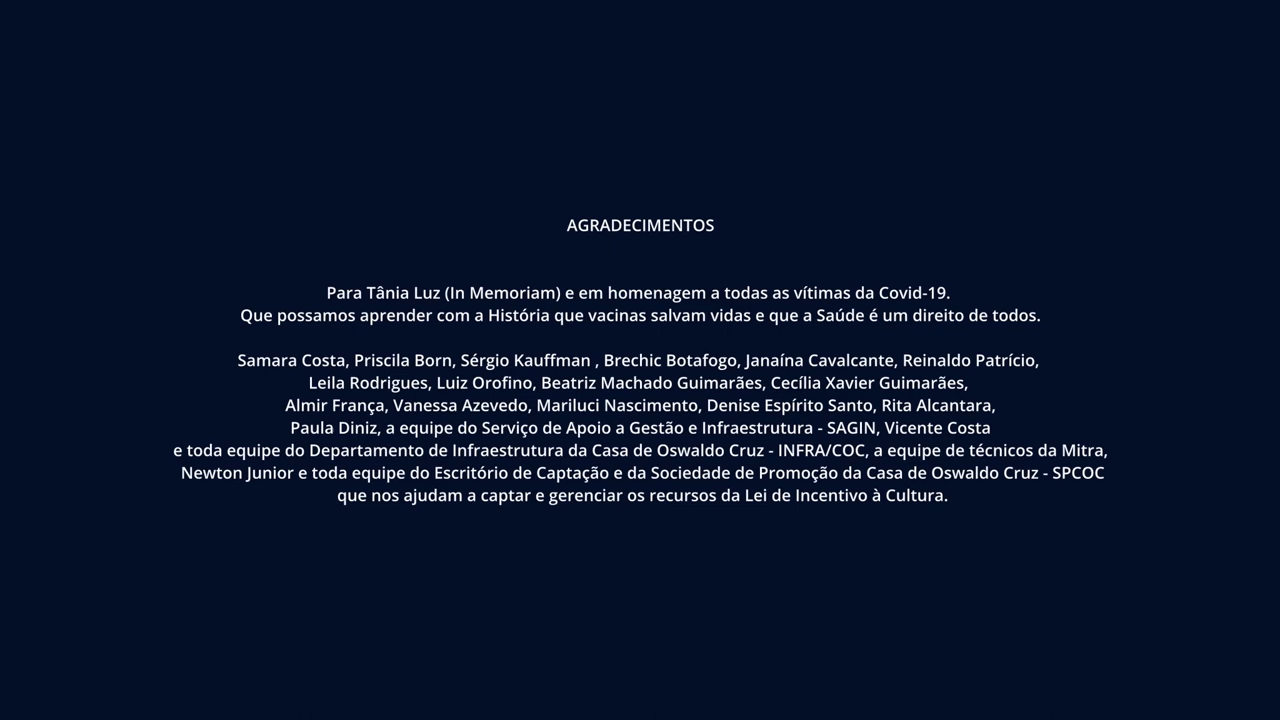 AGRADECIMENTOS
Para Tânia Luz (In Memoriam) e em homenagem a todas as vítimas da Covid-19.
Que possamos aprender com a História que vacinas salvam vidas e que a Saúde é um direito de todos.
Samara Costa, Priscila Born, Sérgio Kauffman , Brechic Botafogo, Janaína Cavalcante, Reinaldo Patrício,
Leila Rodrigues, Luiz Orofino, Beatriz Machado Guimarães, Cecília Xavier Guimarães,
Almir França, Vanessa Azevedo, Mariluci Nascimento, Denise Espírito Santo, Rita Alcantara,
Paula Diniz, a equipe do Serviço de Apoio a Gestão e Infraestrutura - SAGIN, Vicente Costa
e toda equipe do Departamento de Infraestrutura da Casa de Oswaldo Cruz - INFRA/COC, a equipe de técnicos da Mitra,
Newton Junior e toda equipe do Escritório de Captação e da Sociedade de Promoção da Casa de Oswaldo Cruz - SPCOC
que nos ajudam a captar e gerenciar os recursos da Lei de Incentivo à Cultura.